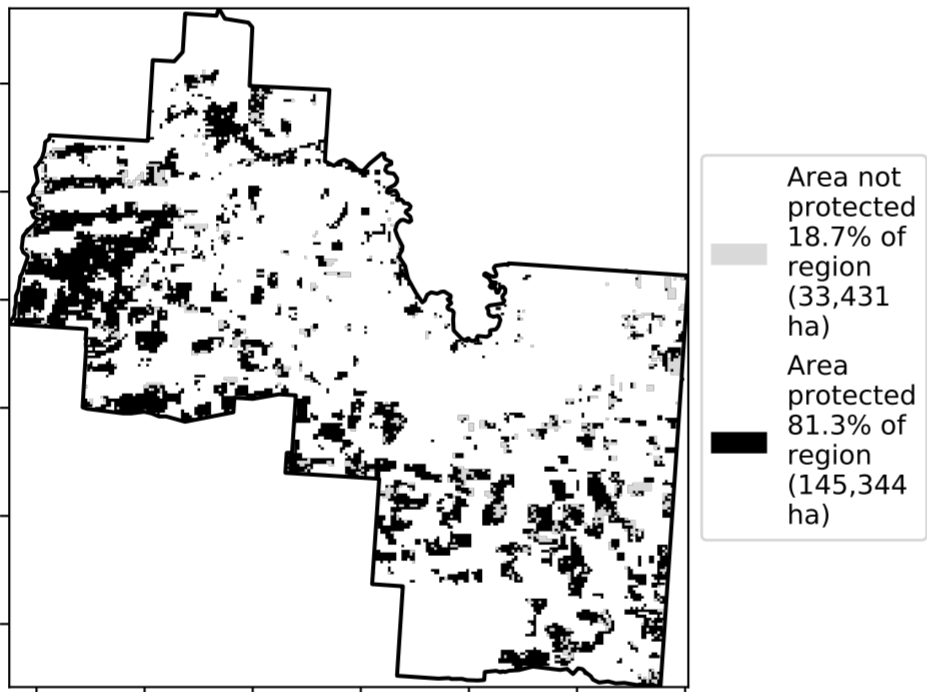 Area not
protected
18.7% of
region
(33,431
ha)
Area
protected
81.3% of
region
(145,344
ha)